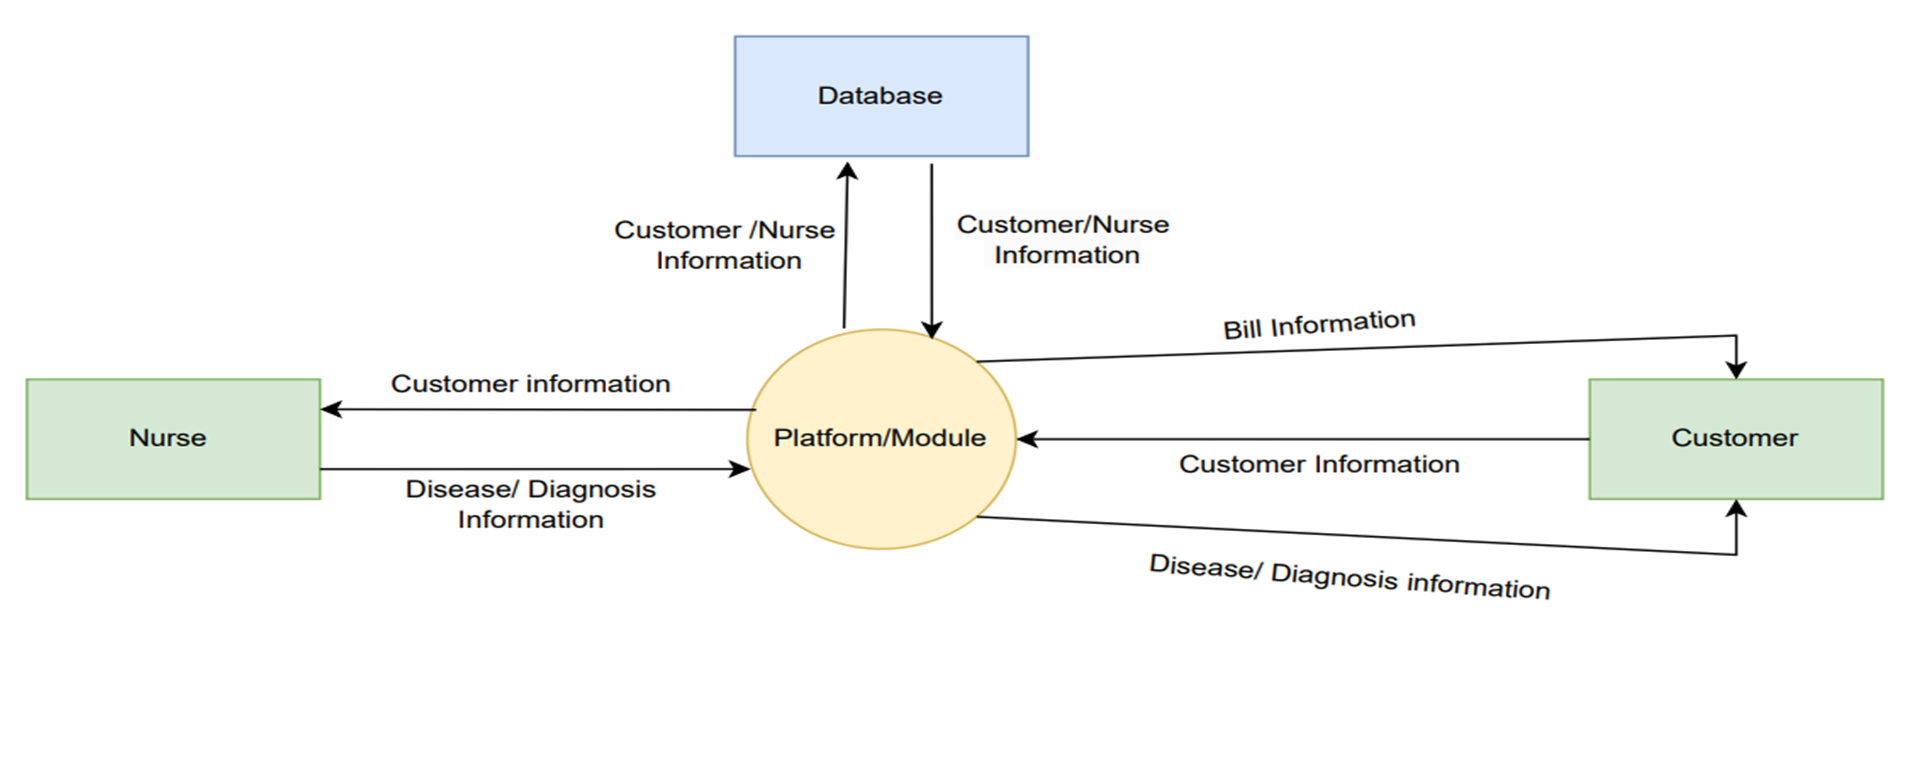 Database
Customer /Nurse
Information
Customer/Nurse
Information
Bill Information
Customer information
Nurse
Platform/Module
Customer
Customer Information
Disease/ Diagnosis
Information
Disease/ Diagnosis information